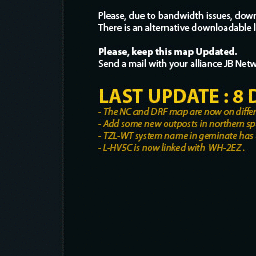 Please, due to bandwidth issues, down
There is an alternative downloadable l
Please, keep this map Updated.
Send a mail with your alliance JB Netw
LAST UPDATE : 8 D
- The NC and DRF map are now on differ
- Add some new outposts in northern sp
- TZL-WT system name in geminate has
- L-HV5C is now linked with WH-2EZ .